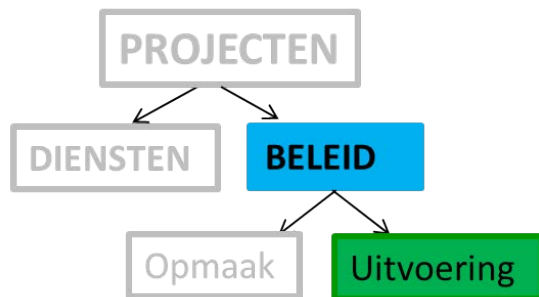 PROJECTEN
DIENSTEN
BELEID
Opmaak
Uitvoering